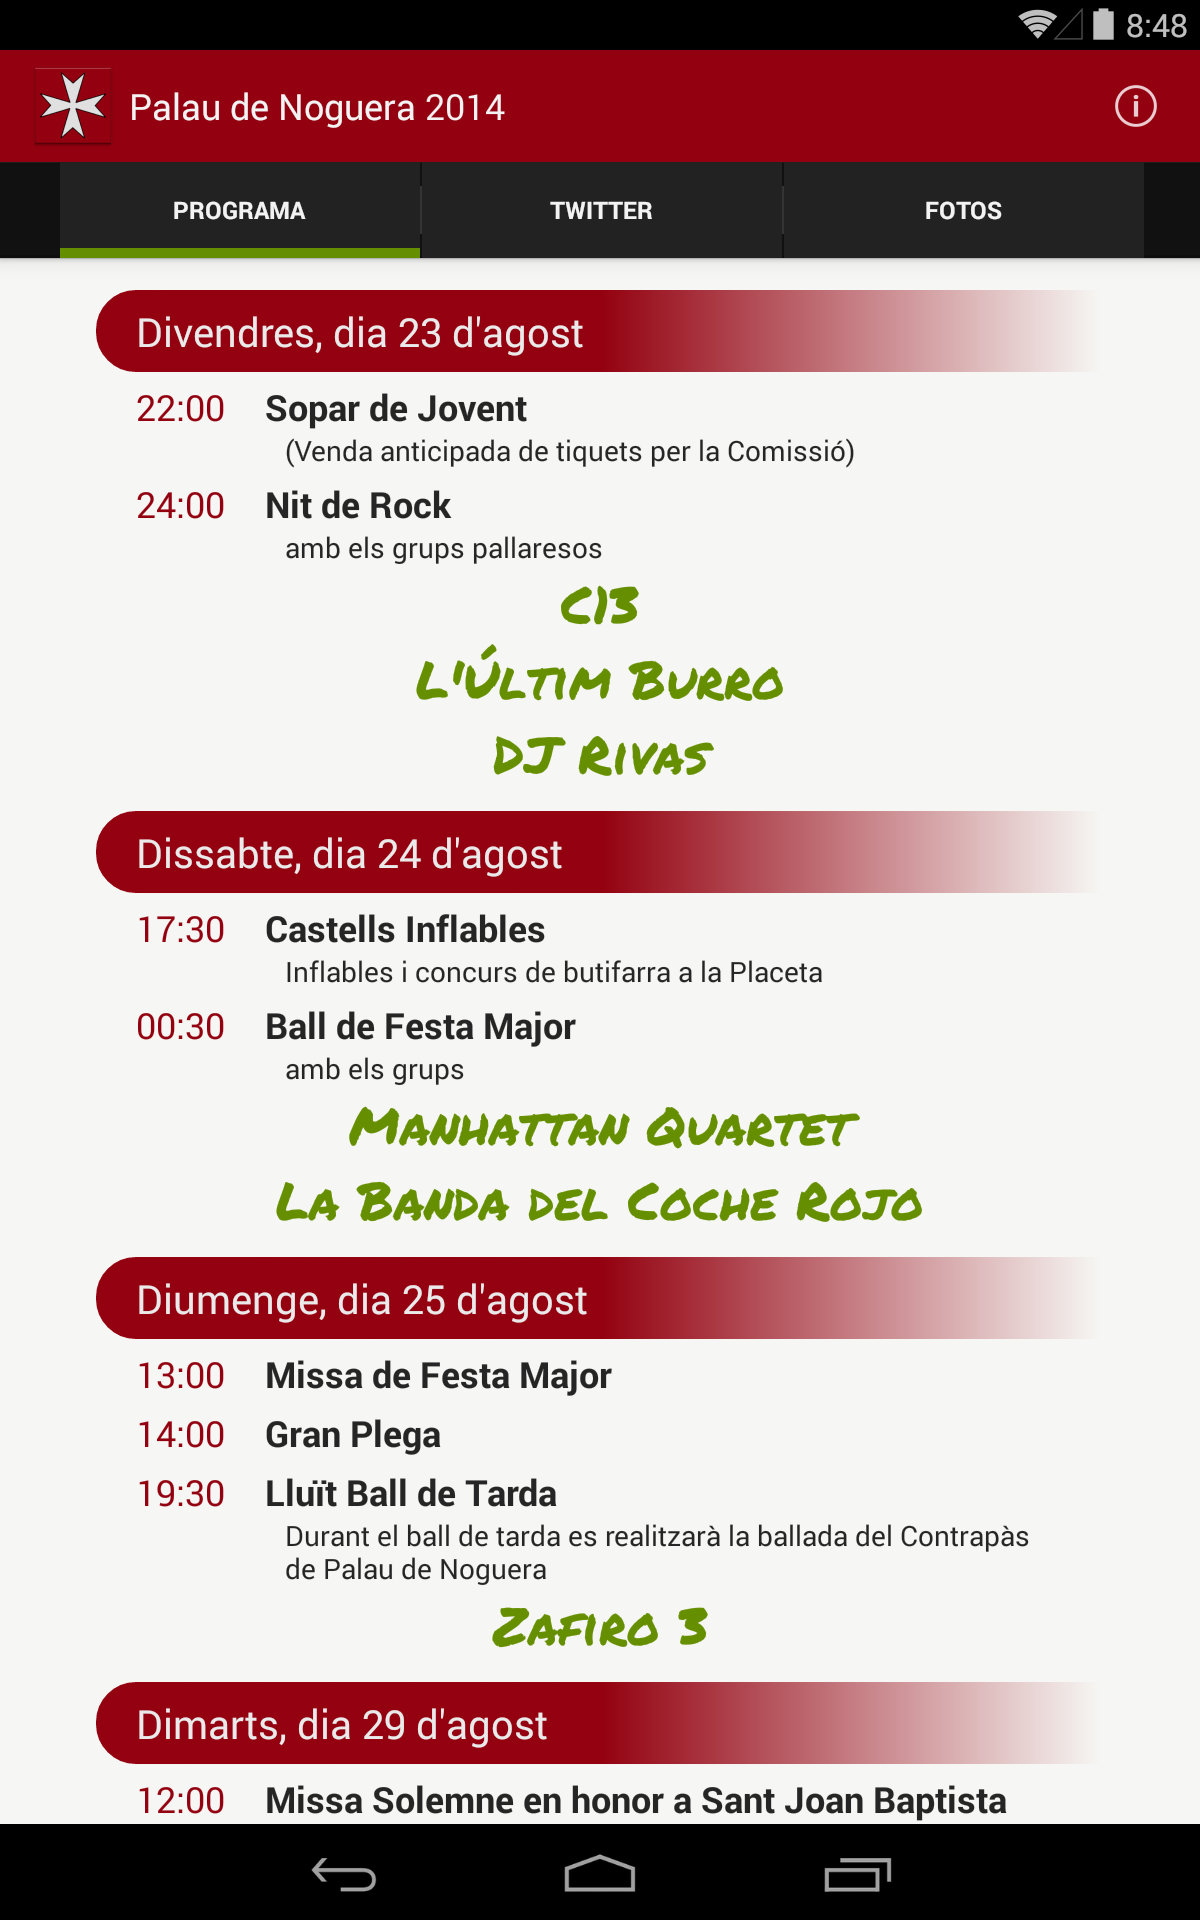 8:48
Palau de Noguera 2014
PROGRAMA
TWITTER
FOTOS
Divendres, dia 23 d'agost
22:00 Sopar de Jovent
(Venda anticipada de tiquets per la Comissió)
24:00 Nit de Rock
amb els grups pallaresos
C13
L'Últim Burro
DJ Rivas
Dissabte, dia 24 d'agost
17:30 Castells Inflables
Inflables i concurs de butifarra a la Placeta
00:30 Ball de Festa Major
amb els grups
Manhattan Quartet
La Banda del Coche Rojo
Diumenge, dia 25 d'agost
13:00 Missa de Festa Major
14:00 Gran Plega
19:30 Lluït Ball de Tarda
Durant el ball de tarda es realitzarà la ballada del Contrapàs
de Palau de Noguera
Zafiro 3
Dimarts, dia 29 d'agost
12:00 Missa Solemne en honor a Sant Joan Baptista